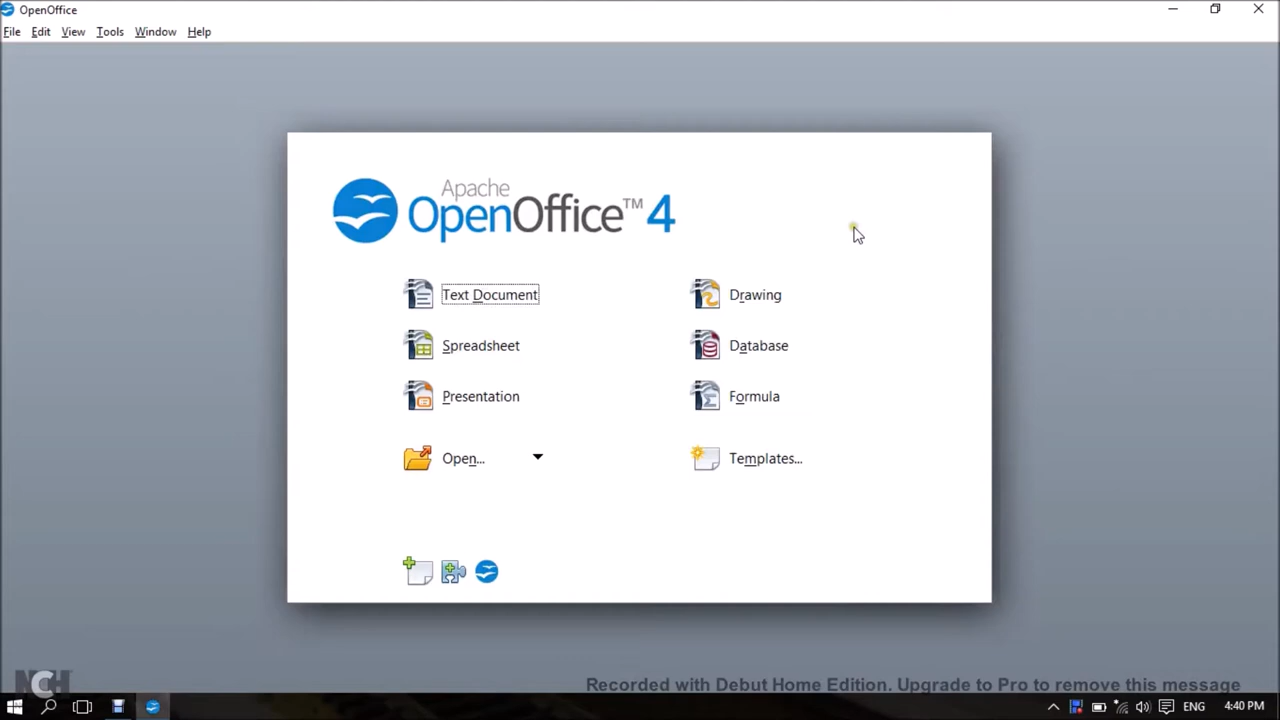 OpenOffice
File Edit View Tools Window Help
Apache
OpenOffice™ 4
Text Document
Drawing
Spreadsheet
Database
Presentation
Formula
Open...
Templates...
NCH
Recorded with Debut Home Edition. Upgrade to Pro to remove this message
ENG 4:40 PM